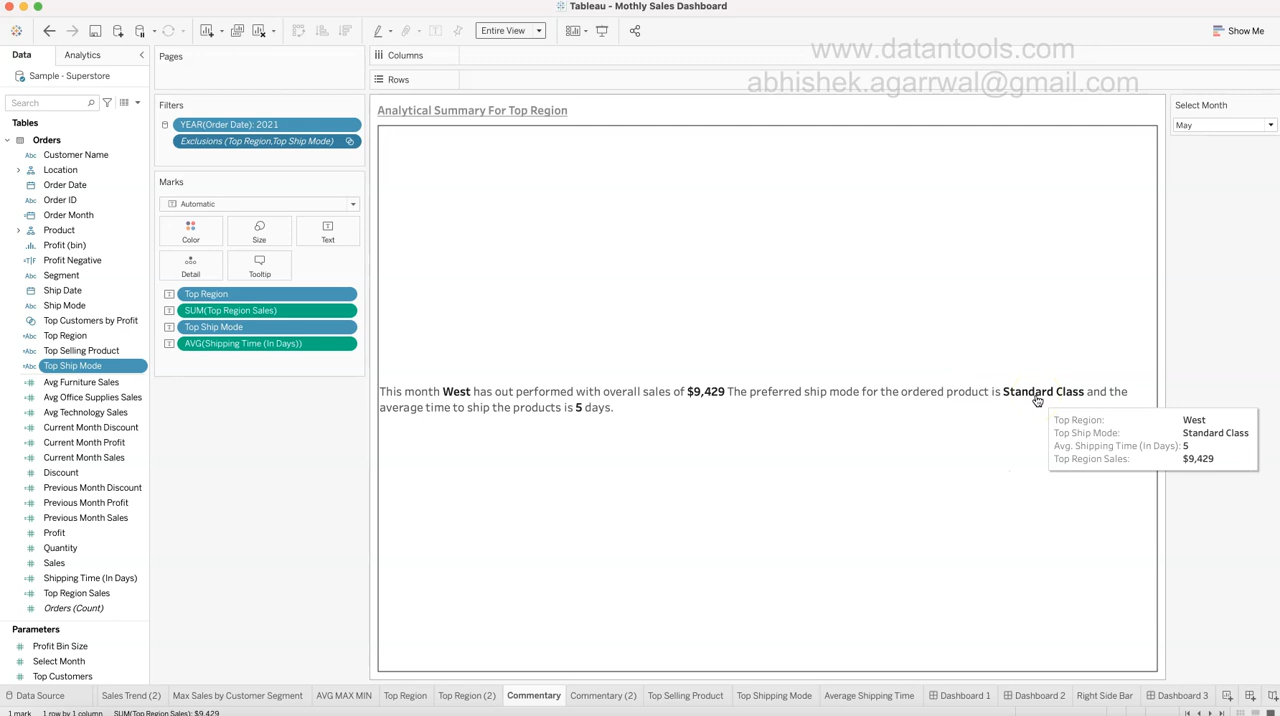 Tableau - Mothly Sales Dashboard
Entire View
Show Me
Data
Analytics
Sample - Superstore
Search
Tables
Orders
Abc Customer Name
Location
Order Date
Abc Order ID
Order Month
Product
Profit (bin)
=T|F Profit Negative
Abc Segment
Ship Date
Abc Ship Mode
Top Customers by Profit
=Abc Top Region
=Abc Top Selling Product
=Abc Top Ship Mode
Avg Furniture Sales
Avg Office Supplies Sales
Avg Technology Sales
Current Month Discount
Current Month Profit
Current Month Sales
Discount
Previous Month Discount
Previous Month Profit
Previous Month Sales
Profit
Quantity
Sales
Shipping Time (In Days)
Top Region Sales
Orders (Count)
Parameters
Profit Bin Size
Select Month
Top Customers
Pages
Filters
YEAR(Order Date): 2021
Exclusions (Top Region,Top Ship Mode)
Marks
Automatic
Color
Size
Text
Detail
Tooltip
Top Region
SUM(Top Region Sales)
Top Ship Mode
AVG(Shipping Time (In Days))
Columns
Rows
www.datantools.com
abhishek.agarrwal@gmail.com
Analytical Summary For Top Region
This month West has out performed with overall sales of $9,429 The preferred ship mode for the ordered product is Standard Class and the
average time to ship the products is 5 days.
Top Region: West
Top Ship Mode: Standard Class
Avg. Shipping Time (In Days): 5
Top Region Sales: $9,429
Select Month
May
Data Source
Sales Trend (2)
Max Sales by Customer Segment
AVG MAX MIN
Top Region
Top Region (2)
Commentary
Commentary (2)
Top Selling Product
Top Shipping Mode
Average Shipping Time
Dashboard 1
Dashboard 2
Right Side Bar
Dashboard 3
1 mark 1 row by 1 column SUM(Top Region Sales): $9,429